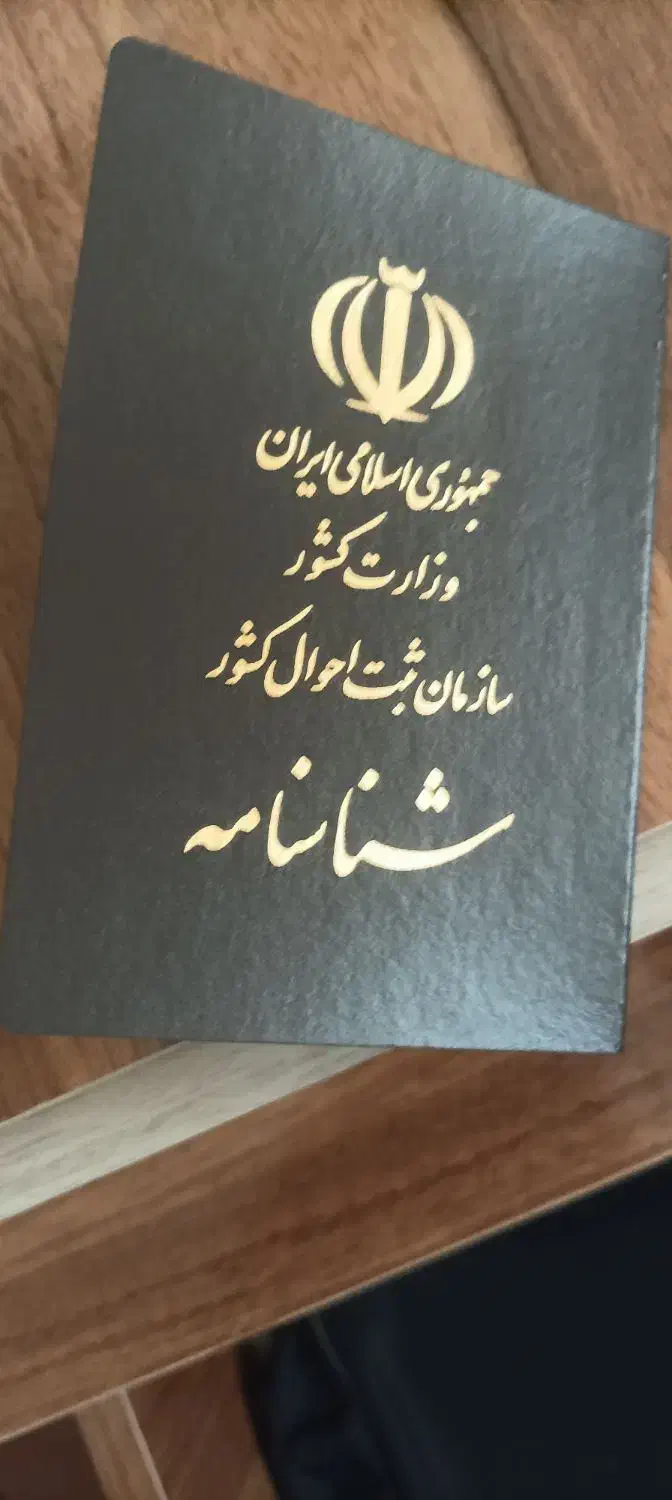 جمهوری اسلامی ایران
وزارت کشور
سازمان ثبت احوال کشور
شناسنامه